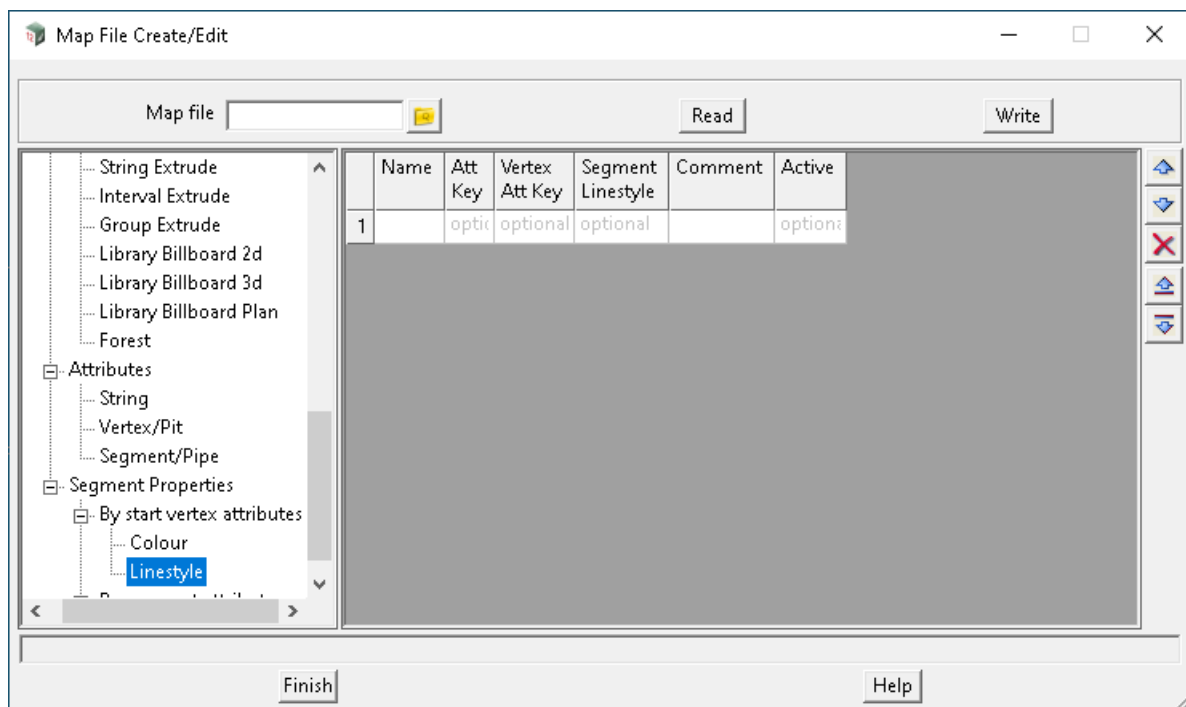 Map File Create/Edit
Map file
Read
Write
String Extrude
Interval Extrude
Group Extrude
Library Billboard 2d
Library Billboard 3d
Library Billboard Plan
Forest
Attributes
String
Vertex/Pit
Segment/Pipe
Segment Properties
By start vertex attributes
Colour
Linestyle
Name Att Key Vertex Att Key Segment Linestyle Comment Active
1 optional optional
Finish
Help